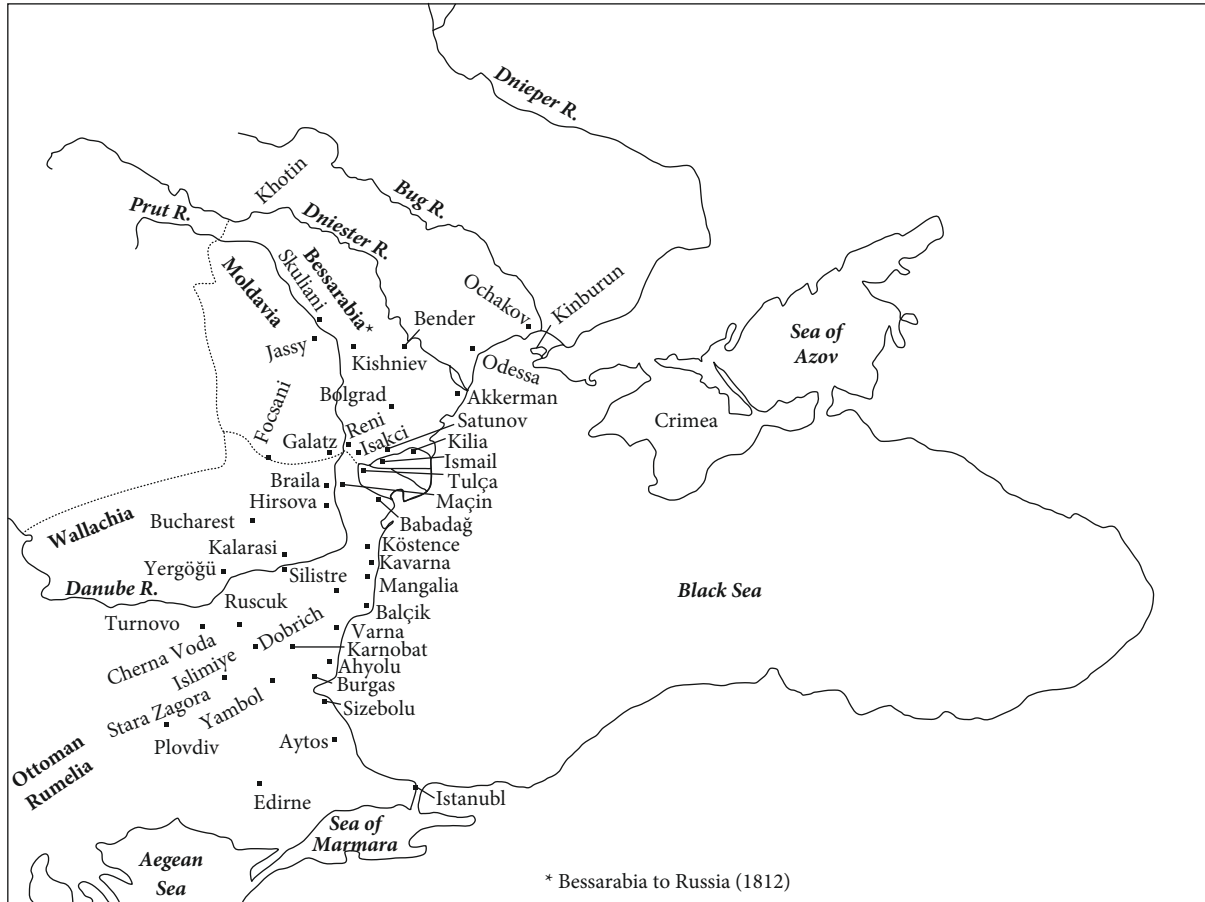 Dnieper R.
Khotin
Bug R.
Prut R.
Dniester R.
Bessarabia*
Skuliani
Moldavia
Ochakov
Kinburun
Bender
Sea of
Azov
Jassy
Kishniev
Odessa
Bolgrad
Akkerman
Crimea
Focsani
Reni
Satunov
Galatz
Isakci
Kilia
Ismail
Braila
Tulça
Hirsova
Maçin
Wallachia
Bucharest
Babadağ
Kalarasi
Köstence
Kavarna
Yergöğü
Silistre
Mangalia
Danube R.
Black Sea
Ruscuk
Balçik
Turnovo
Dobrich
Varna
Cherna Voda
Karnobat
Islimiye
Ahyolu
Burgas
Stara Zagora
Yambol
Sizebolu
Plovdiv
Aytos
Ottoman
Rumelia
Edirne
Istanubl
Sea of
Marmara
Aegean
Sea
* Bessarabia to Russia (1812)